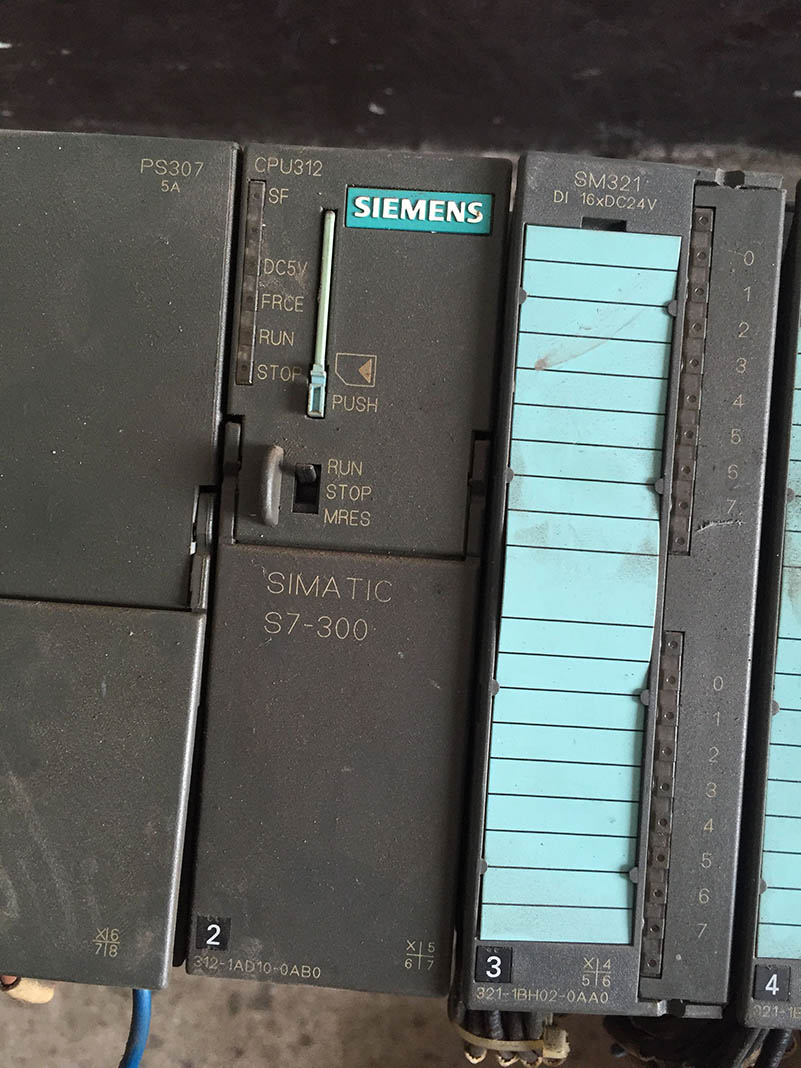 PS307
5A
X 6
7 8
CPU312
SF
SIEMENS
DC5V
FRCE
RUN
STOP
PUSH
RUN
STOP
MRES
SIMATIC
S7-300
2
X 5
6 7
312-1AD10-0AB0
SM321
DI 16xDC24V
0
1
2
3
4
5
6
7
0
1
2
3
4
5
6
7
3
X 4
5 6
321-1BH02-0AA0
4